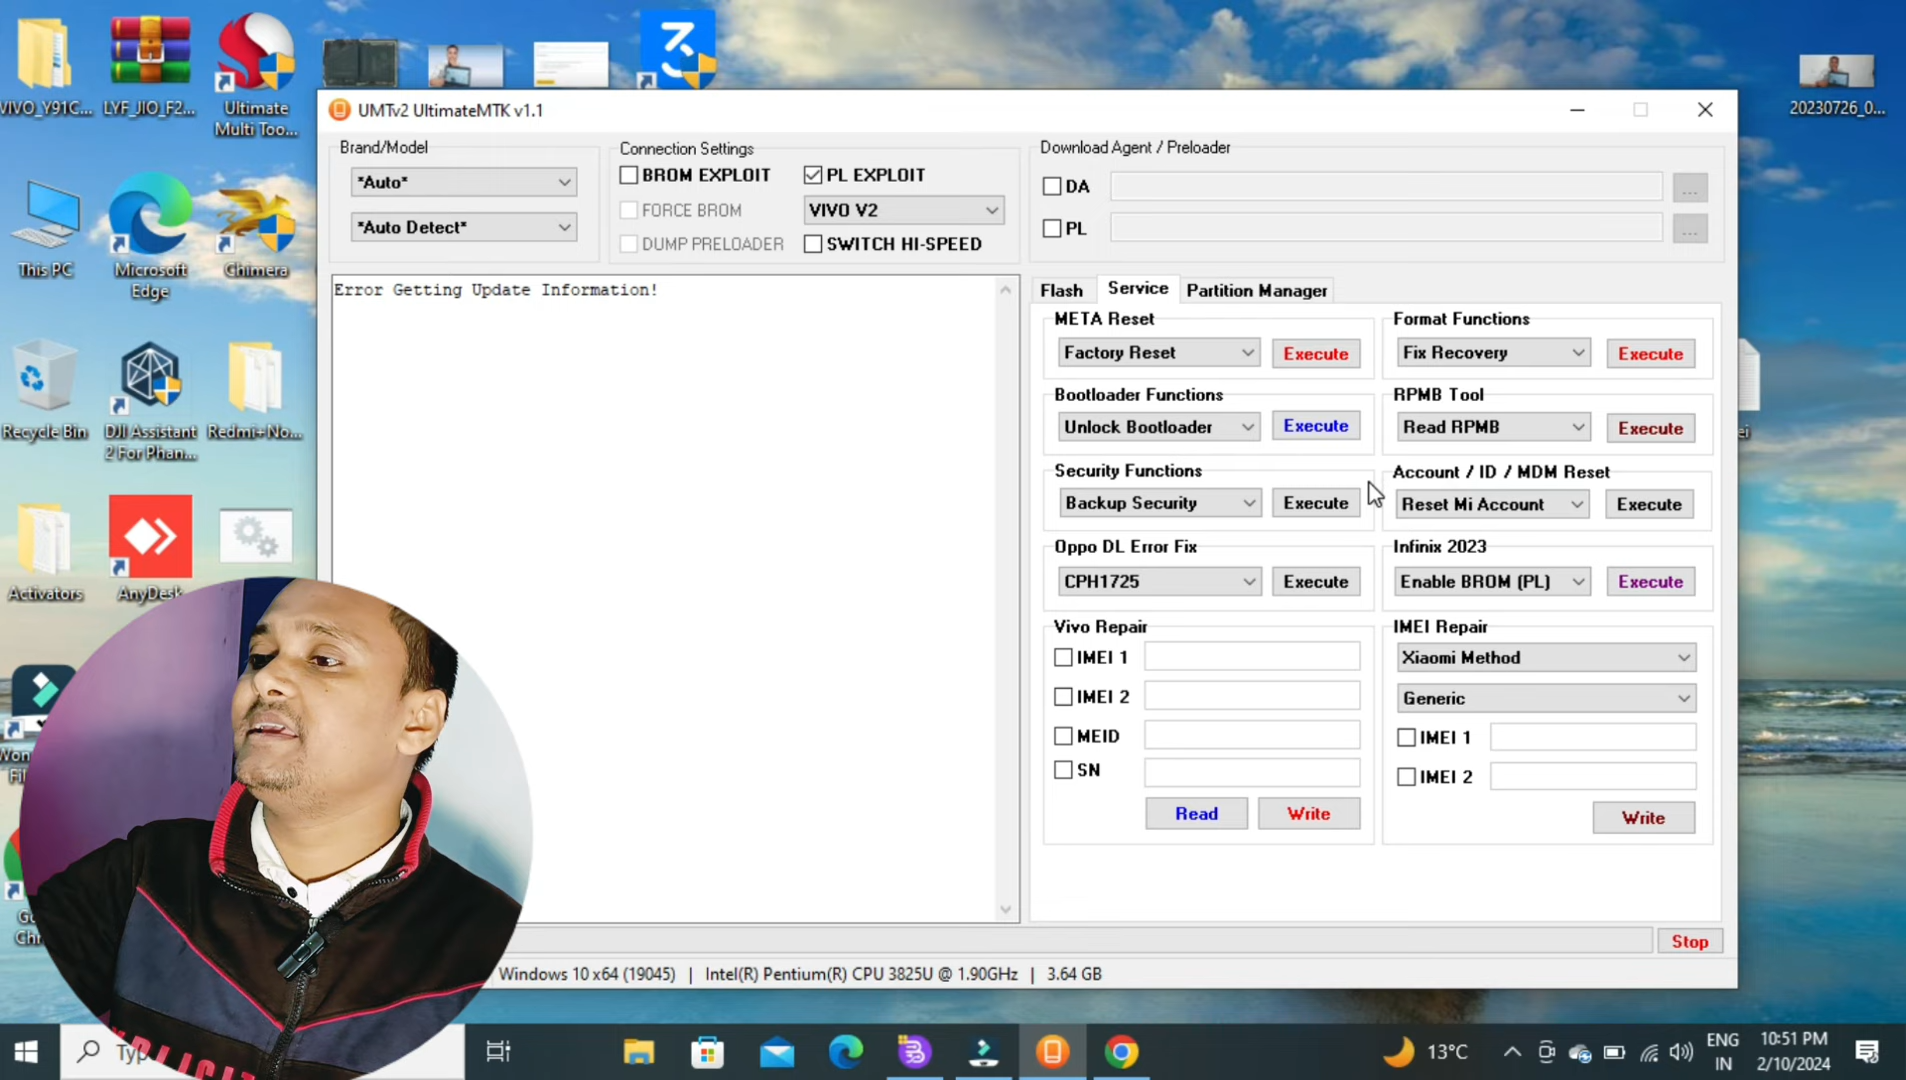 VIVO_Y91C...
LYF_JIO_F2...
Ultimate
Multi Too...
20230726_0...
This PC
Microsoft
Edge
Chimera
Recycle Bin
DJI Assistant
2 For Phan...
Redmi+No...
Activators
AnyDesk
UMTv2 UltimateMTK v1.1
Brand/Model
*Auto*
*Auto Detect*
Connection Settings
BROM EXPLOIT
PL EXPLOIT
FORCE BROM
VIVO V2
DUMP PRELOADER
SWITCH HI-SPEED
Download Agent / Preloader
DA
...
PL
...
Error Getting Update Information!
Flash
Service
Partition Manager
META Reset
Factory Reset
Execute
Format Functions
Fix Recovery
Execute
Bootloader Functions
Unlock Bootloader
Execute
RPMB Tool
Read RPMB
Execute
Security Functions
Backup Security
Execute
Account / ID / MDM Reset
Reset Mi Account
Execute
Oppo DL Error Fix
CPH1725
Execute
Infinix 2023
Enable BROM (PL)
Execute
Vivo Repair
IMEI 1
IMEI 2
MEID
SN
Read
Write
IMEI Repair
Xiaomi Method
Generic
IMEI 1
IMEI 2
Write
Stop
Windows 10 x64 (19045) | Intel(R) Pentium(R) CPU 3825U @ 1.90GHz | 3.64 GB
13°C
ENG
IN
10:51 PM
2/10/2024